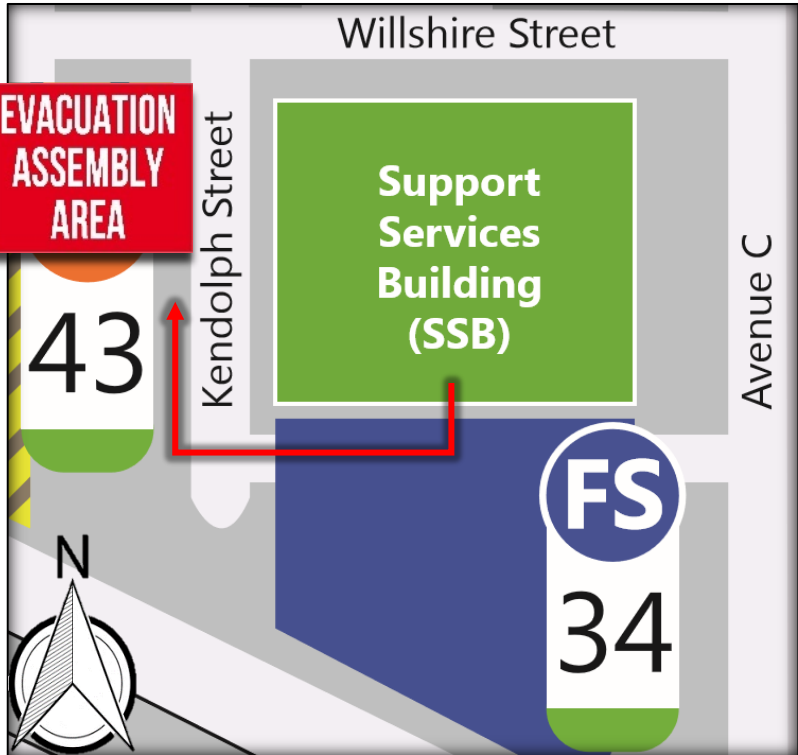 Willshire Street
EVACUATION
ASSEMBLY
AREA
Kendolph Street
Support
Services
Building
(SSB)
Avenue C
43
FS
34
N